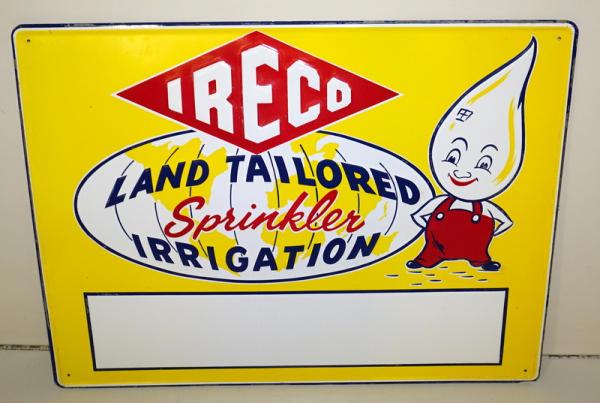 IRECO
LAND TAILORED
Sprinkler
IRRIGATION